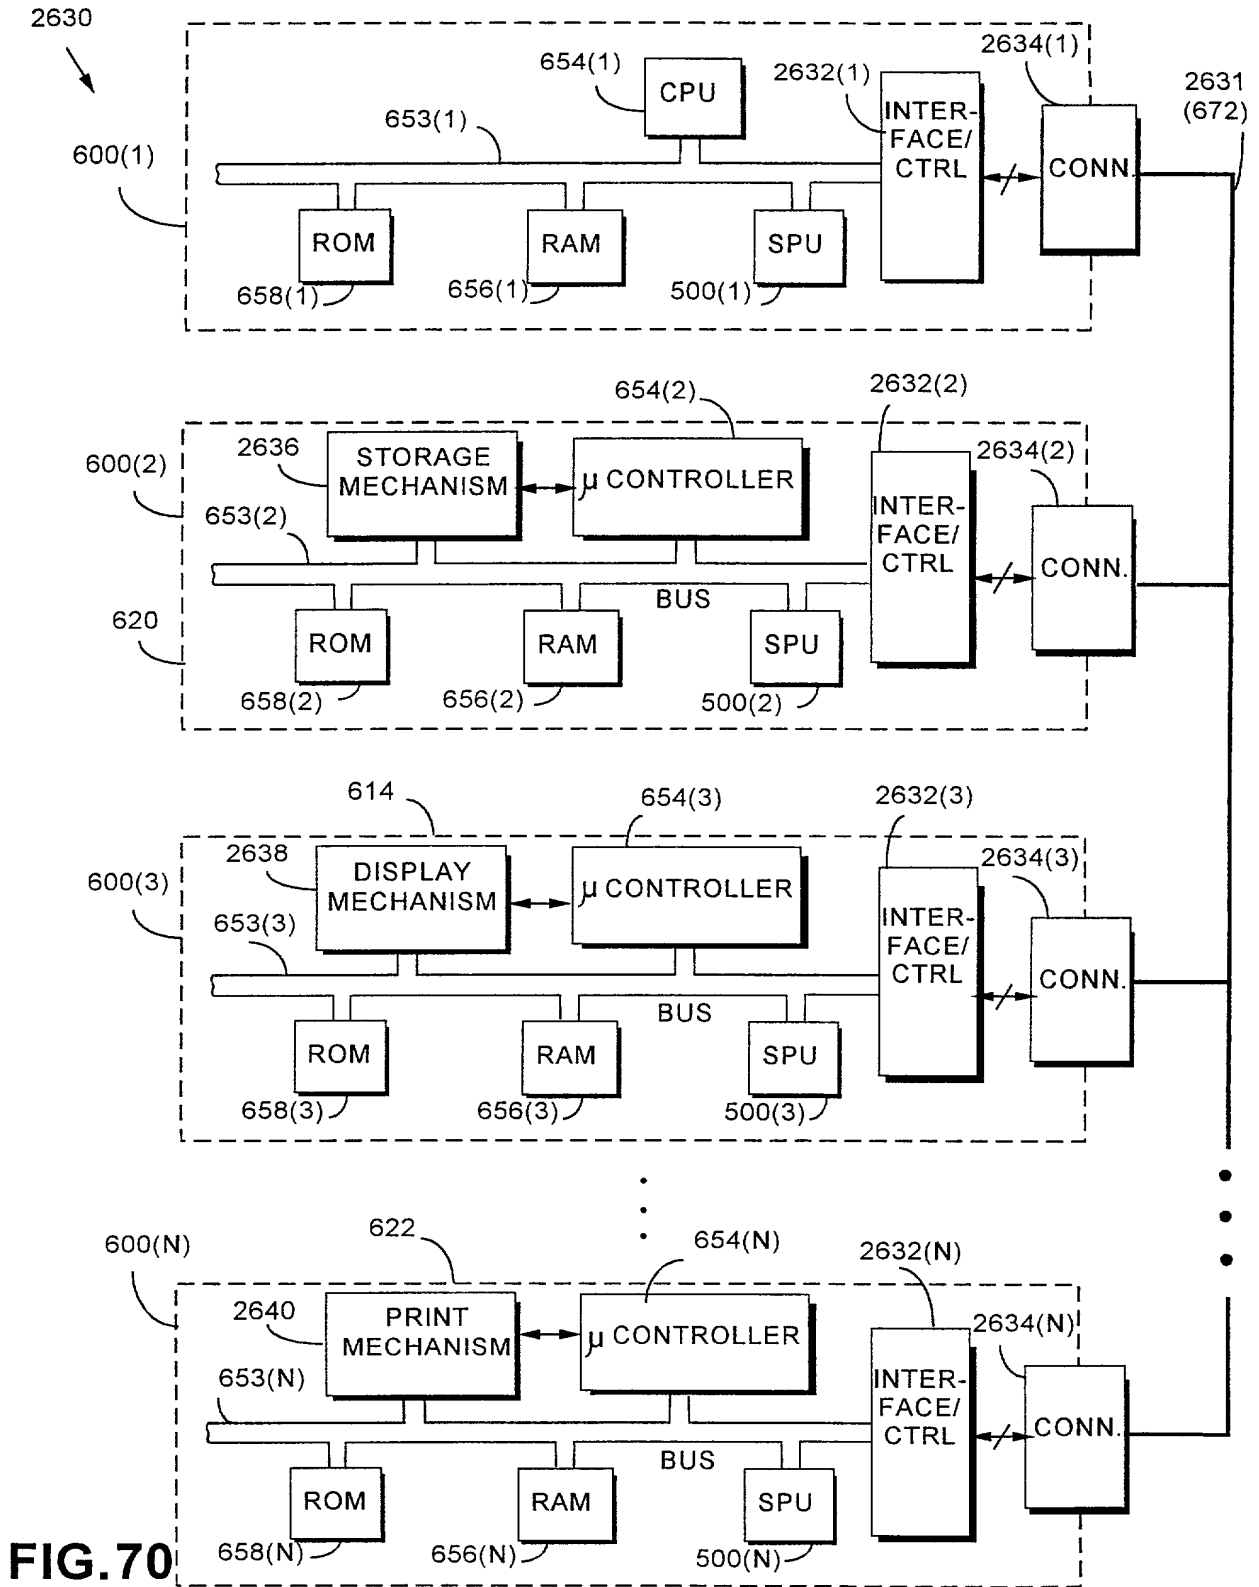 2630
654(1)
CPU
2632(1)
2634(1)
2631
(672)
653(1)
600(1)
INTER-
FACE/
CTRL
CONN.
ROM
RAM
SPU
658(1)
656(1)
500(1)
654(2)
2632(2)
600(2)
2636
STORAGE
MECHANISM
µ CONTROLLER
2634(2)
653(2)
INTER-
FACE/
CTRL
CONN.
BUS
620
ROM
RAM
SPU
658(2)
656(2)
500(2)
614
654(3)
2632(3)
600(3)
2638
DISPLAY
MECHANISM
µ CONTROLLER
2634(3)
653(3)
INTER-
FACE/
CTRL
CONN.
BUS
ROM
RAM
SPU
658(3)
656(3)
500(3)
600(N)
622
654(N)
2632(N)
2640
PRINT
MECHANISM
µ CONTROLLER
2634(N)
653(N)
INTER-
FACE/
CTRL
CONN.
BUS
ROM
RAM
SPU
658(N)
656(N)
500(N)
FIG.70